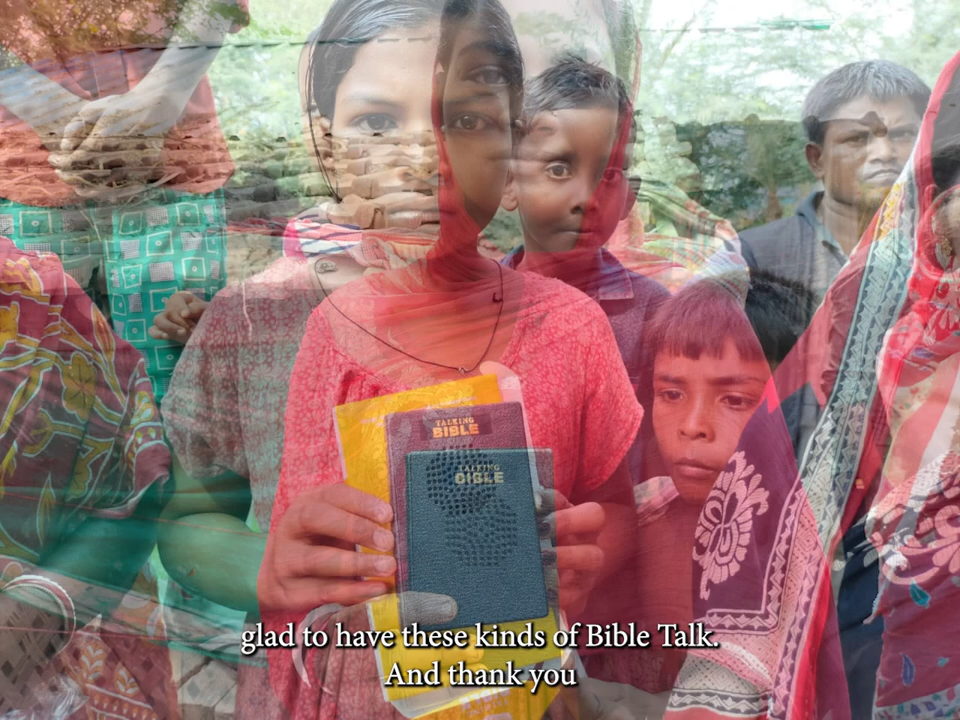 TALKING
BIBLE
TALKING
BIBLE
glad to have these kinds of Bible Talk.
And thank you